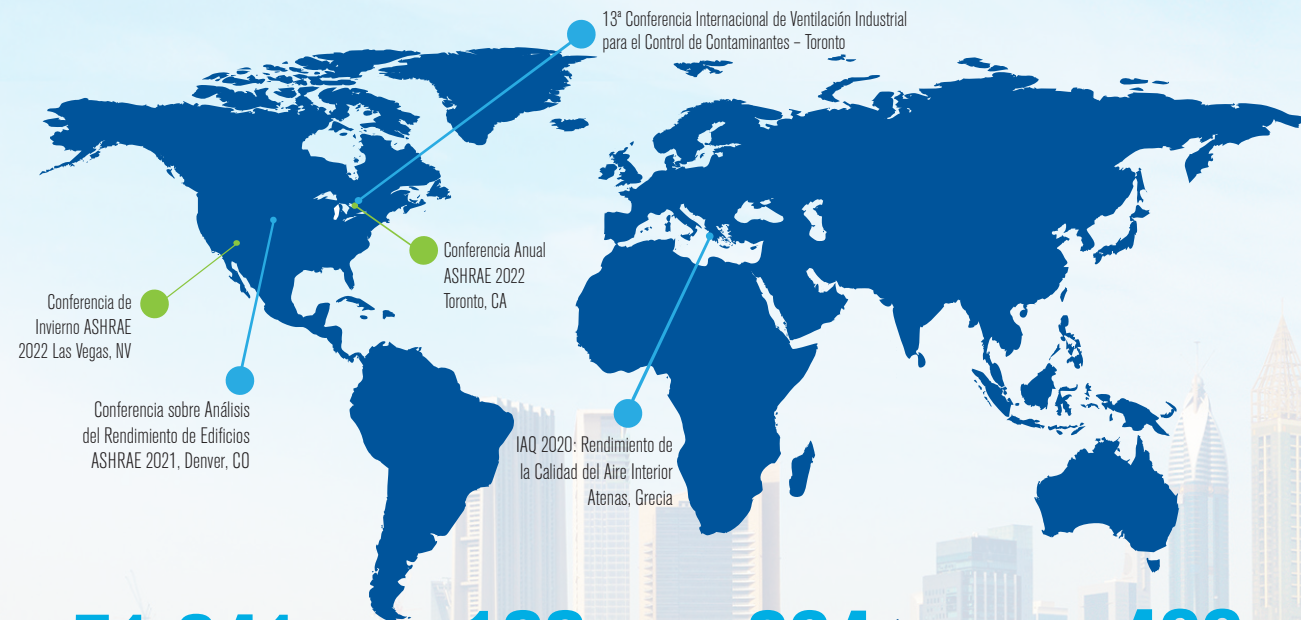 13ª Conferencia Internacional de Ventilación Industrial
para el Control de Contaminantes – Toronto
Conferencia Anual
ASHRAE 2022
Toronto, CA
Conferencia de
Invierno ASHRAE
2022 Las Vegas, NV
Conferencia sobre Análisis
del Rendimiento de Edificios
ASHRAE 2021, Denver, CO
IAQ 2020: Rendimiento de
la Calidad del Aire Interior
Atenas, Grecia